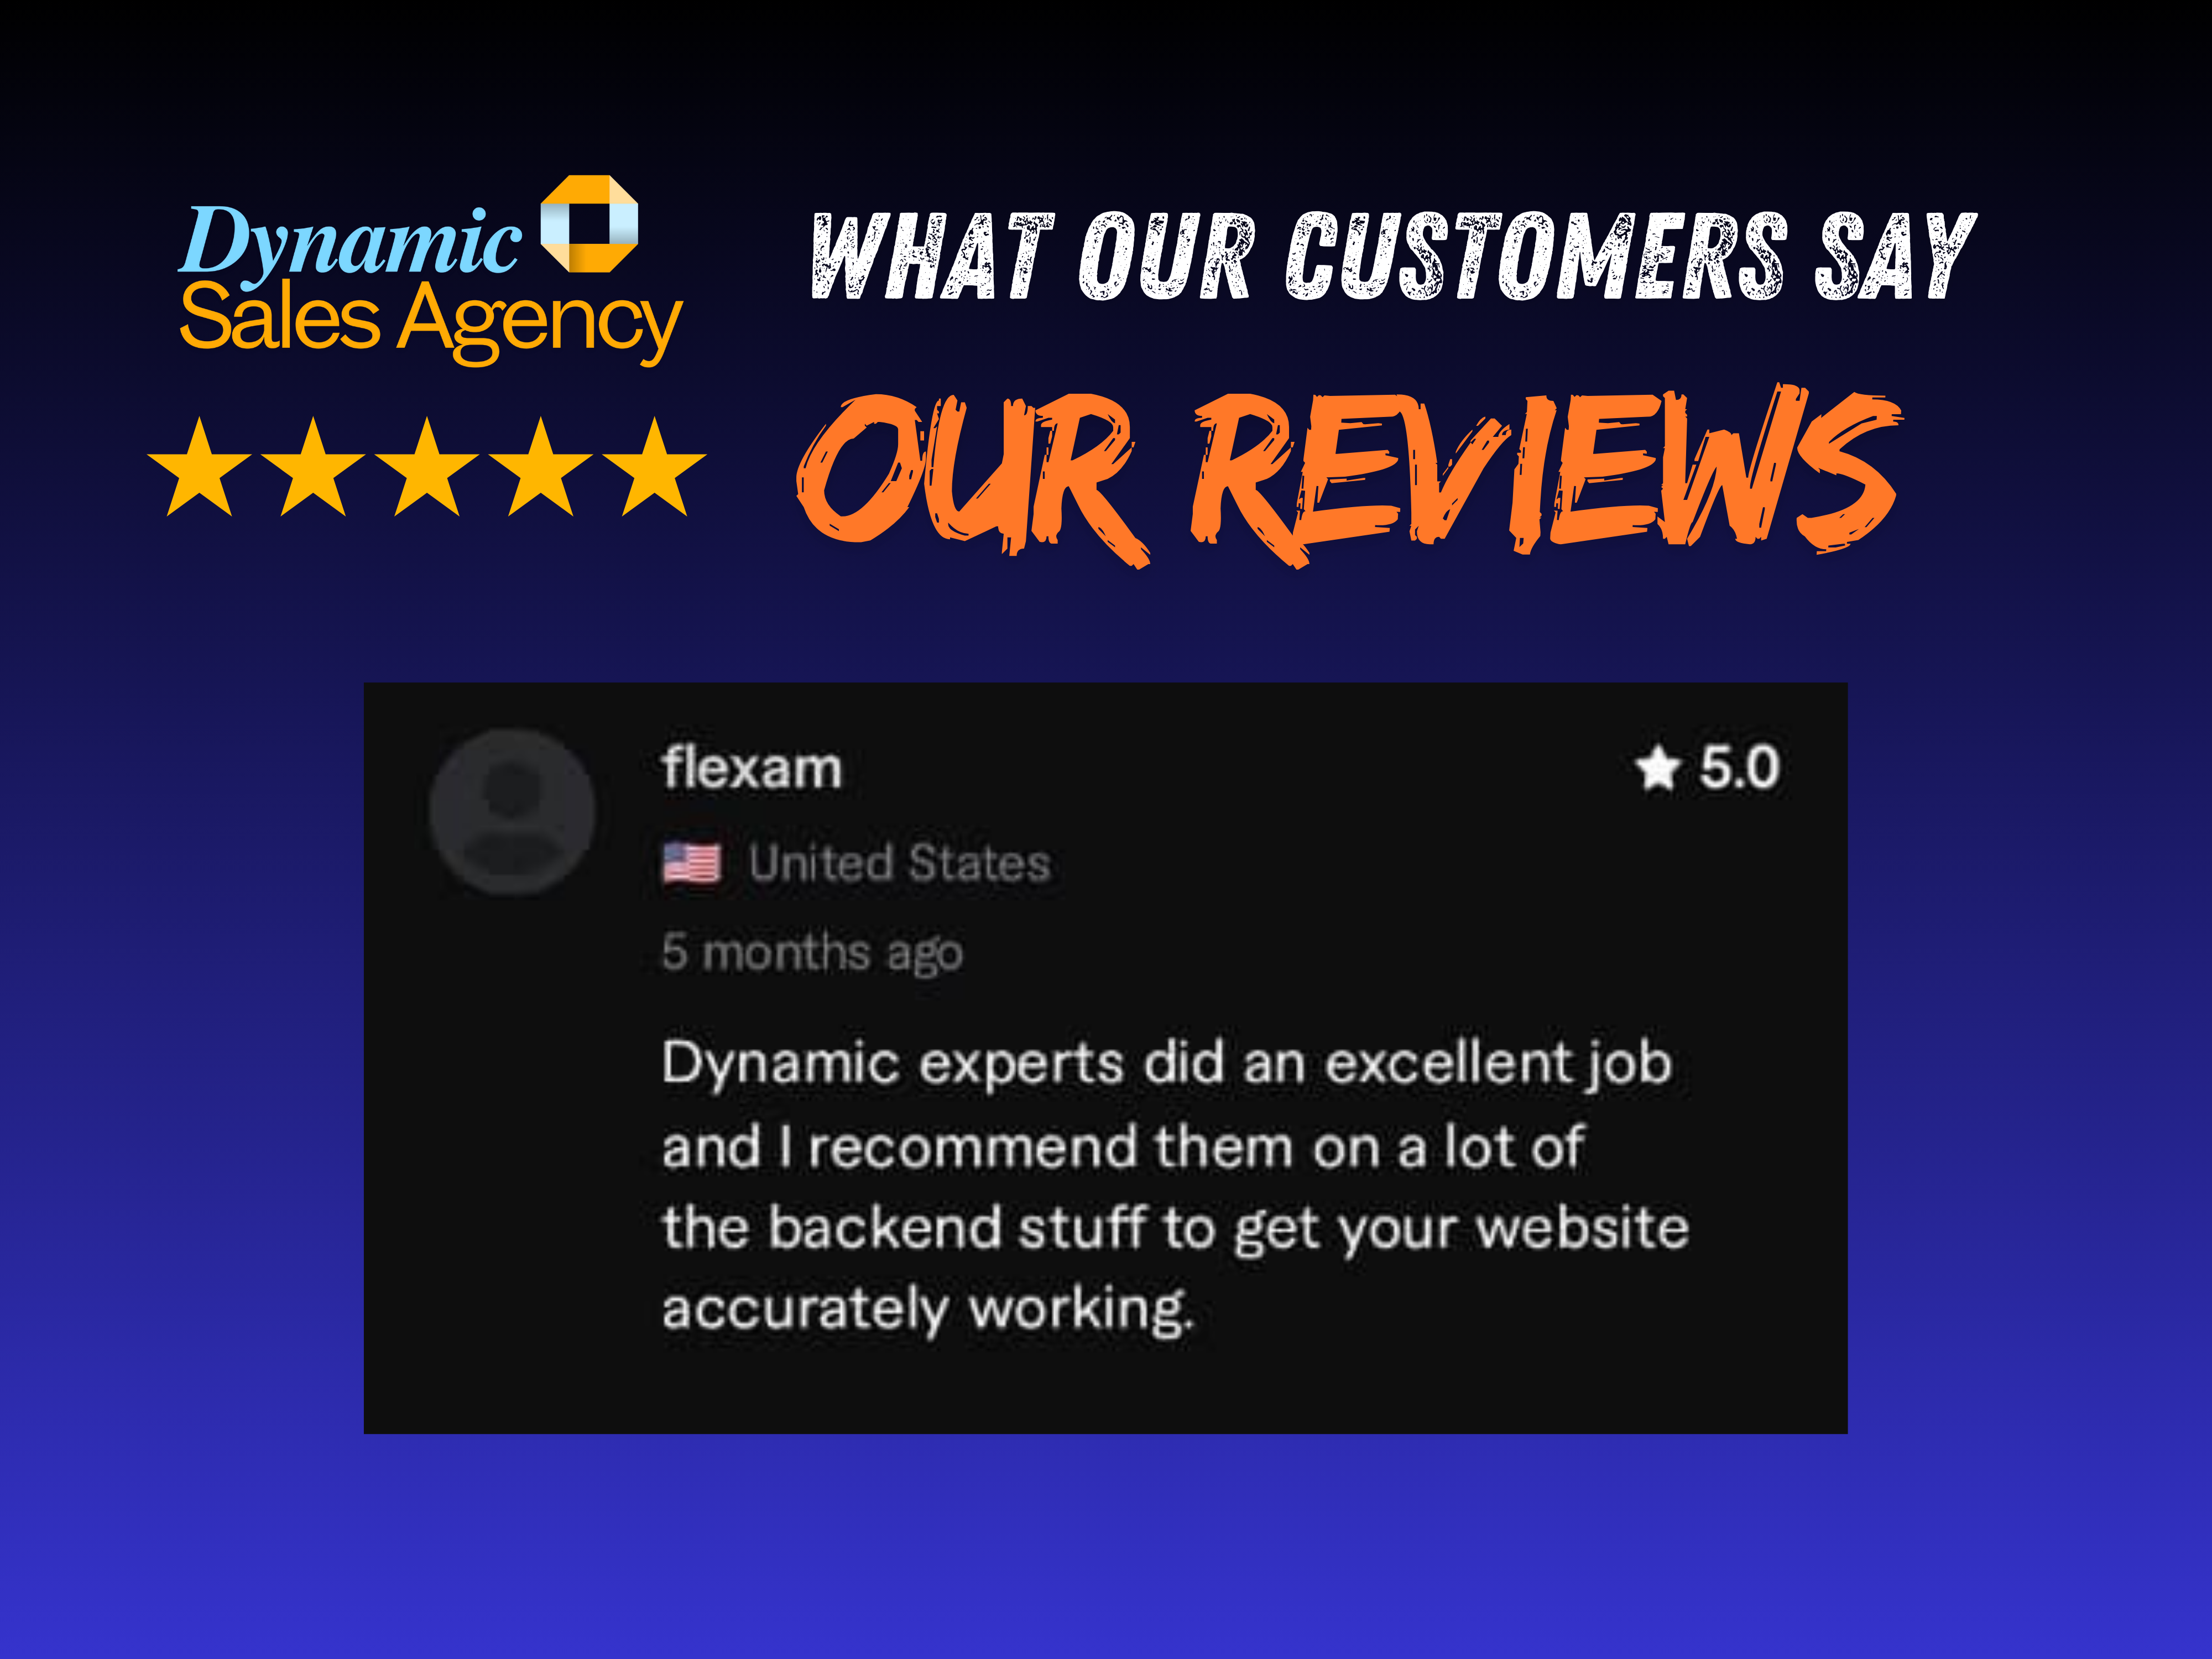 Dynamic
Sales Agency
WHAT OUR CUSTOMERS SAY
OUR REVIEWS
flexam
5.0
United States
5 months ago
Dynamic experts did an excellent job
and I recommend them on a lot of
the backend stuff to get your website
accurately working.